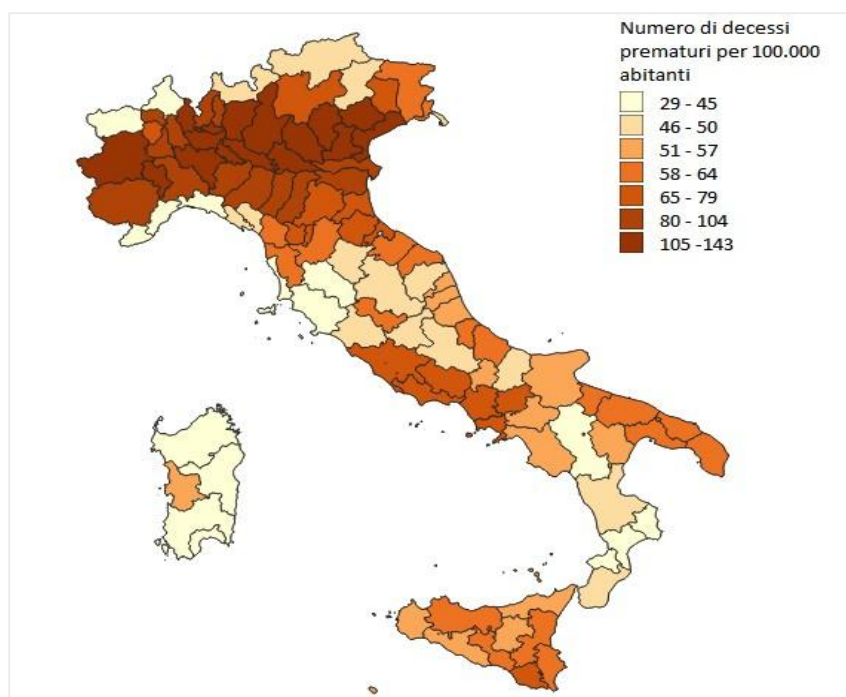 Numero di decessi
prematuri per 100.000
abitanti
29 - 45
46 - 50
51 - 57
58 - 64
65 - 79
80 - 104
105 -143